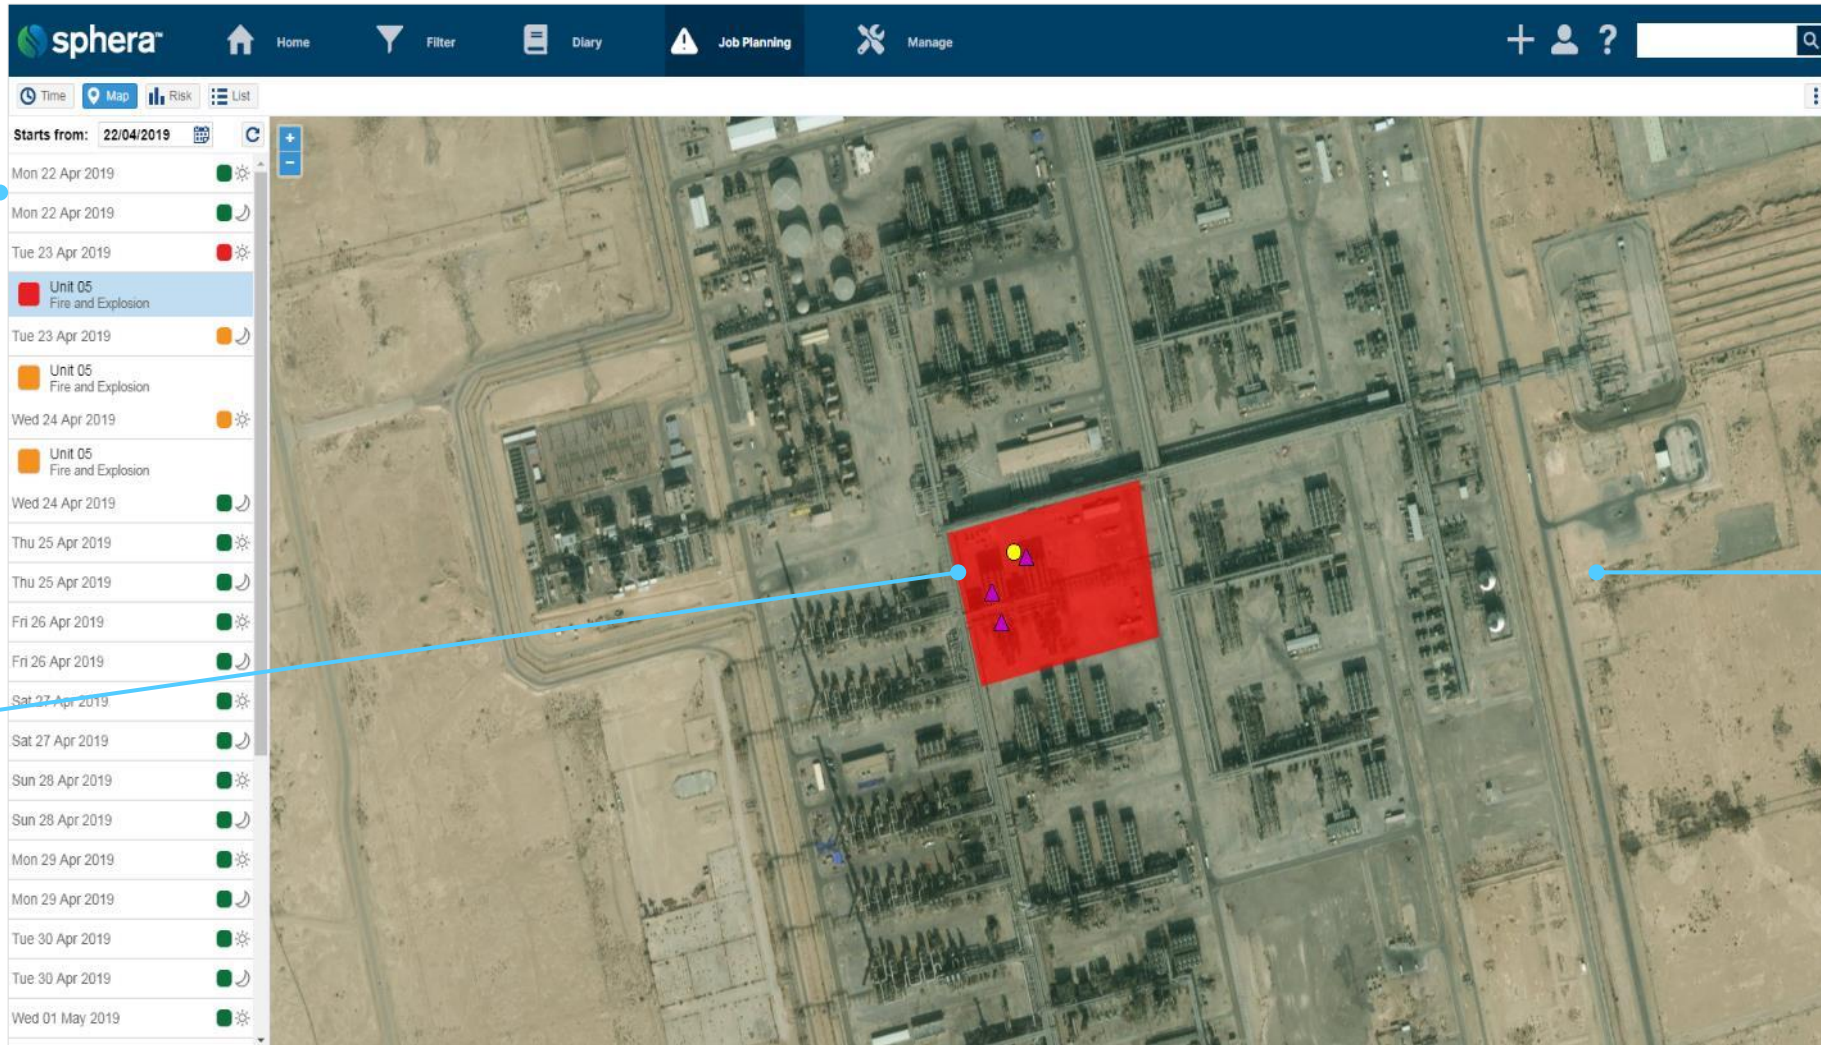 sphera™
Home
Filter
Diary
Job Planning
Manage
Time
Map
Risk
List
Starts from: 22/04/2019
Mon 22 Apr 2019
Mon 22 Apr 2019
Tue 23 Apr 2019
Unit 05
Fire and Explosion
Tue 23 Apr 2019
Unit 05
Fire and Explosion
Wed 24 Apr 2019
Unit 05
Fire and Explosion
Wed 24 Apr 2019
Thu 25 Apr 2019
Thu 25 Apr 2019
Fri 26 Apr 2019
Fri 26 Apr 2019
Sat 27 Apr 2019
Sat 27 Apr 2019
Sun 28 Apr 2019
Sun 28 Apr 2019
Mon 29 Apr 2019
Mon 29 Apr 2019
Tue 30 Apr 2019
Tue 30 Apr 2019
Wed 01 May 2019